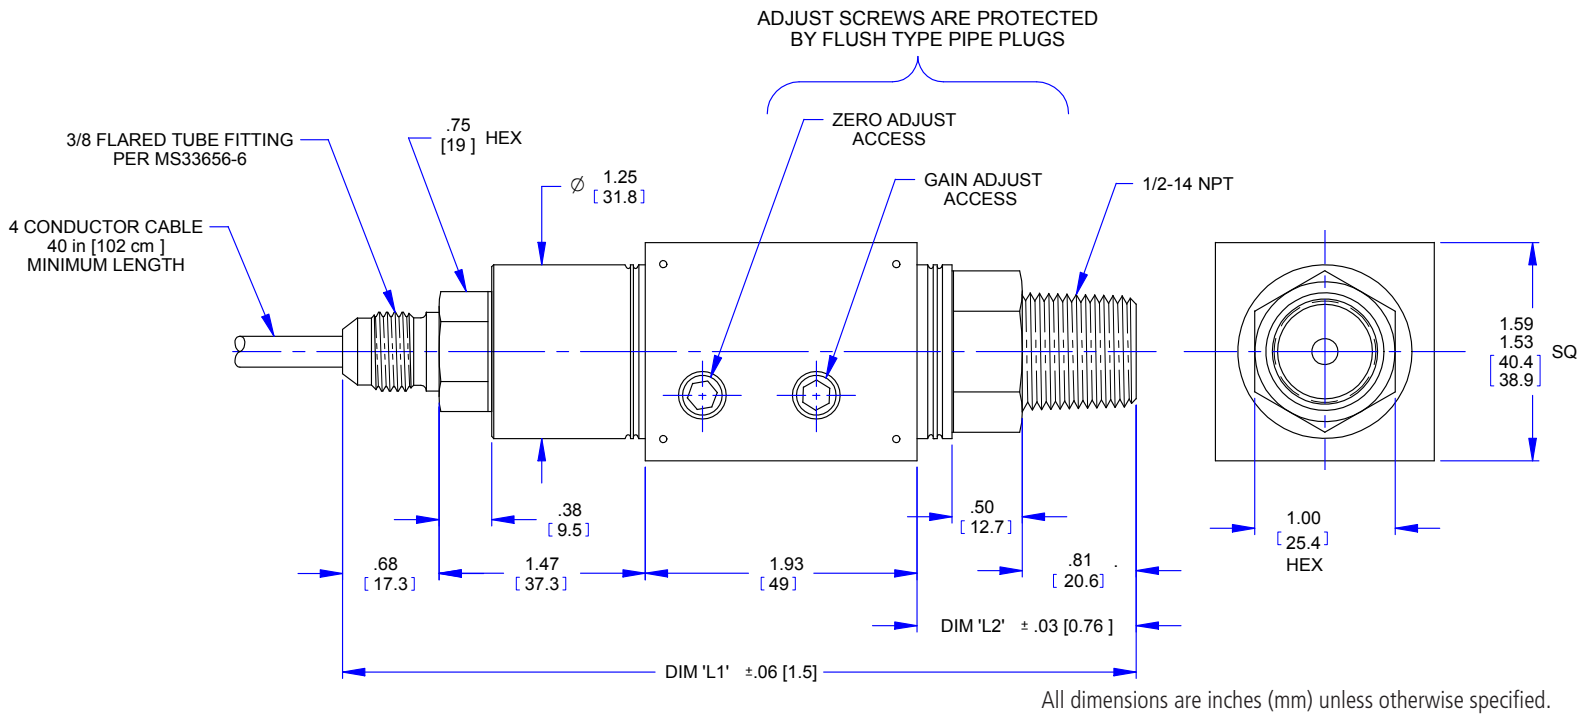 ADJUST SCREWS ARE PROTECTED
BY FLUSH TYPE PIPE PLUGS
3/8 FLARED TUBE FITTING
PER MS33656-6
.75
[19 ] HEX
ZERO ADJUST
ACCESS
4 CONDUCTOR CABLE
40 in [102 cm ]
MINIMUM LENGTH
Ø 1.25
[ 31.8 ]
GAIN ADJUST
ACCESS
1/2-14 NPT
1.59
1.53
[ 40.4 ]
38.9
SQ
.38
[ 9.5 ]
.50
[ 12.7 ]
1.00
[ 25.4 ]
HEX
.68
[ 17.3 ]
1.47
[ 37.3 ]
1.93
[ 49 ]
.81 .
[ 20.6 ]
DIM 'L2' ± .03 [0.76 ]
DIM 'L1' ±.06 [1.5]
All dimensions are inches (mm) unless otherwise specified.